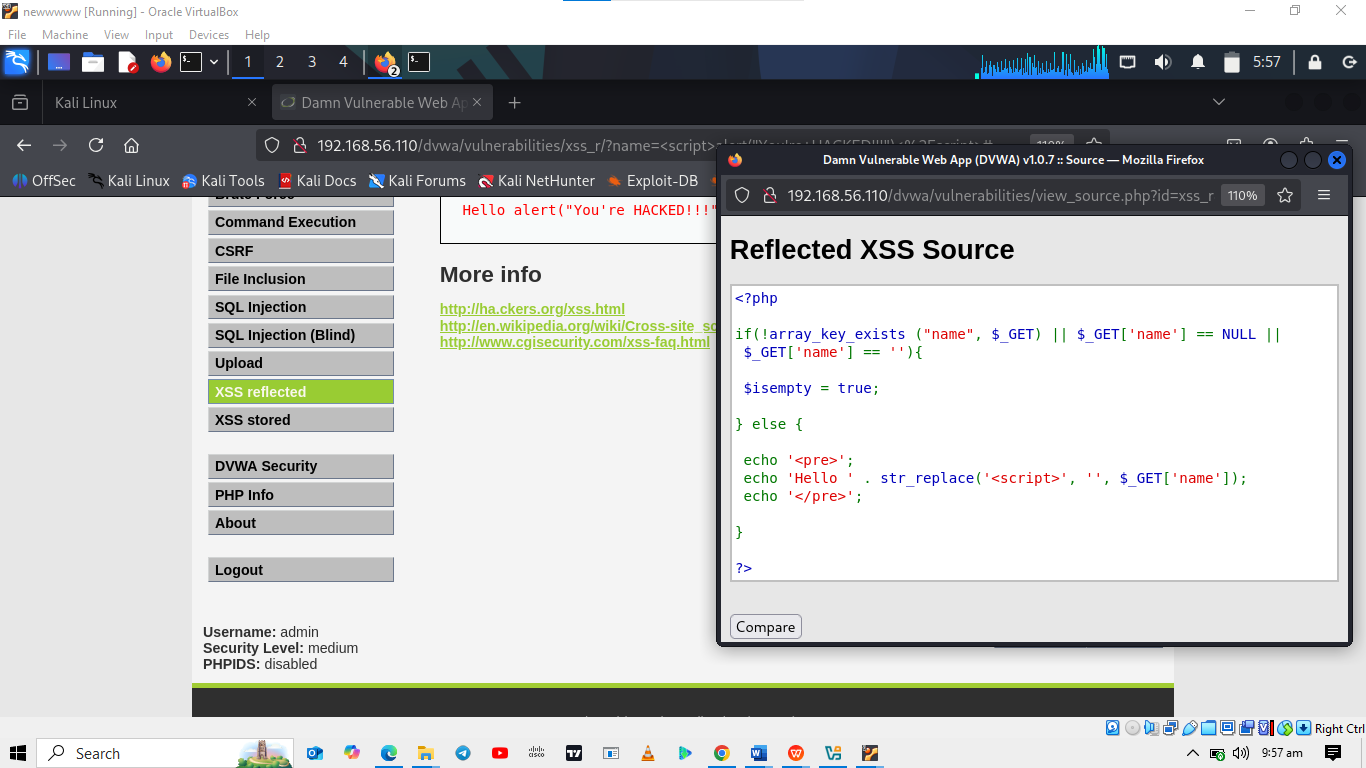 newwwww [Running] - Oracle VirtualBox
File Machine View Input Devices Help
1 2 3 4 2 5:57
Kali Linux Damn Vulnerable Web Ap
192.168.56.110/dvwa/vulnerabilities/xss_r/?name=<script>alert("You're
OffSec Kali Linux Kali Tools Kali Docs Kali Forums Kali NetHunter Exploit-DB
Brute Force
Command Execution
CSRF
File Inclusion
SQL Injection
SQL Injection (Blind)
Upload
XSS reflected
XSS stored
DVWA Security
PHP Info
About
Logout
Username: admin
Security Level: medium
PHPIDS: disabled
Hello alert("You're HACKED!!!"
More info
http://ha.ckers.org/xss.html
http://en.wikipedia.org/wiki/Cross-site_sc
http://www.cgisecurity.com/xss-faq.html
Damn Vulnerable Web App (DVWA) v1.0.7 :: Source — Mozilla Firefox
192.168.56.110/dvwa/vulnerabilities/view_source.php?id=xss_r 110%
Reflected XSS Source
<?php
if(!array_key_exists ("name", $_GET) || $_GET['name'] == NULL ||
$_GET['name'] == ''){
$isempty = true;
} else {
echo '<pre>';
echo 'Hello ' . str_replace('<script>', '', $_GET['name']);
echo '</pre>';
}
?>
Compare
Right Ctrl
Search
9:57 am